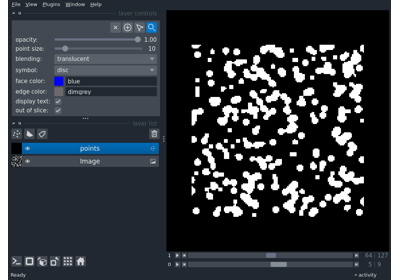 File View Plugins Window Help
layer controls
opacity: 1.00
point size: 10
blending: translucent
symbol: disc
face color: blue
edge color: dimgrey
display text:
out of slice:
layer list
points
Image
1 64 127
0 5 9
Ready activity